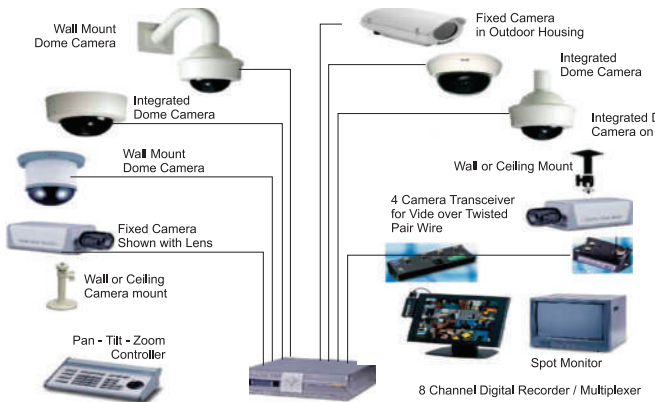 Wall Mount
Dome Camera
Integrated
Dome Camera
Wall Mount
Dome Camera
Fixed Camera
Shown with Lens
Wall or Ceiling
Camera mount
Pan - Tilt - Zoom
Controller
Fixed Camera
in Outdoor Housing
Integrated
Dome Camera
Integrated D
Camera on
Wall or Ceiling Mount
4 Camera Transceiver
for Vide over Twisted
Pair Wire
Spot Monitor
8 Channel Digital Recorder / Multiplexer